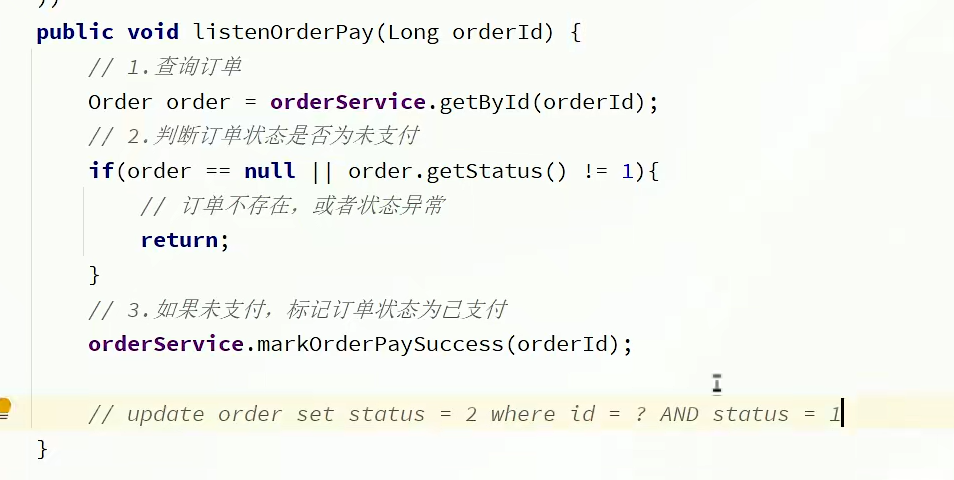 ))
public void listenOrderPay(Long orderId) {
// 1.查询订单
Order order = orderService.getById(orderId);
// 2.判断订单状态是否为未支付
if(order == null || order.getStatus() != 1){
// 订单不存在，或者状态异常
return;
}
// 3.如果未支付，标记订单状态为已支付
orderService.markOrderPaySuccess(orderId);
// update order set status = 2 where id = ? AND status = 1
}